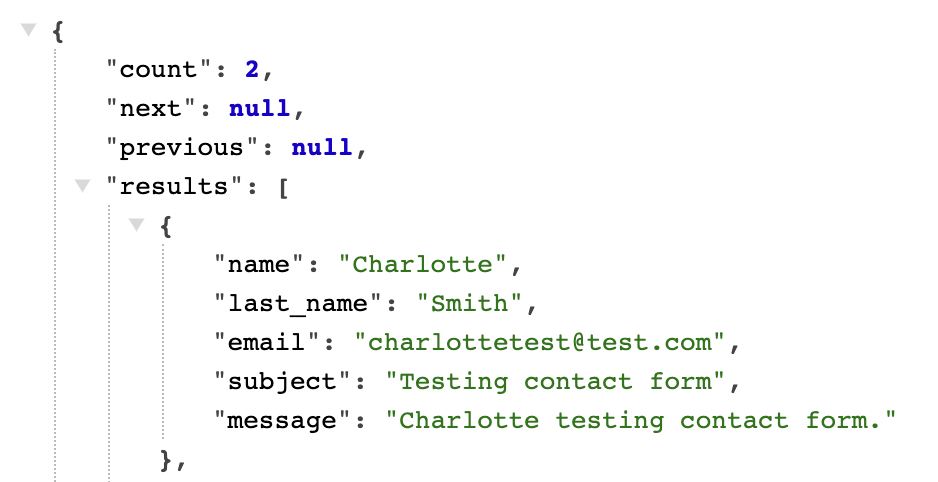 {
"count": 2,
"next": null,
"previous": null,
"results": [
{
"name": "Charlotte",
"last_name": "Smith",
"email": "charlottetest@test.com",
"subject": "Testing contact form",
"message": "Charlotte testing contact form."
},